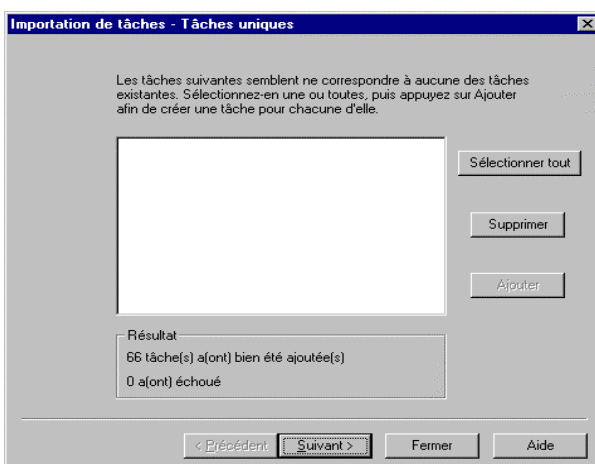 Importation de tâches - Tâches uniques
Les tâches suivantes semblent ne correspondre à aucune des tâches
existantes. Sélectionnez-en une ou toutes, puis appuyez sur Ajouter
afin de créer une tâche pour chacune d'elle.
Sélectionner tout
Supprimer
Ajouter
Résultat
66 tâche(s) a(ont) bien été ajoutée(s)
0 a(ont) échoué
< Précédent Suivant > Fermer Aide